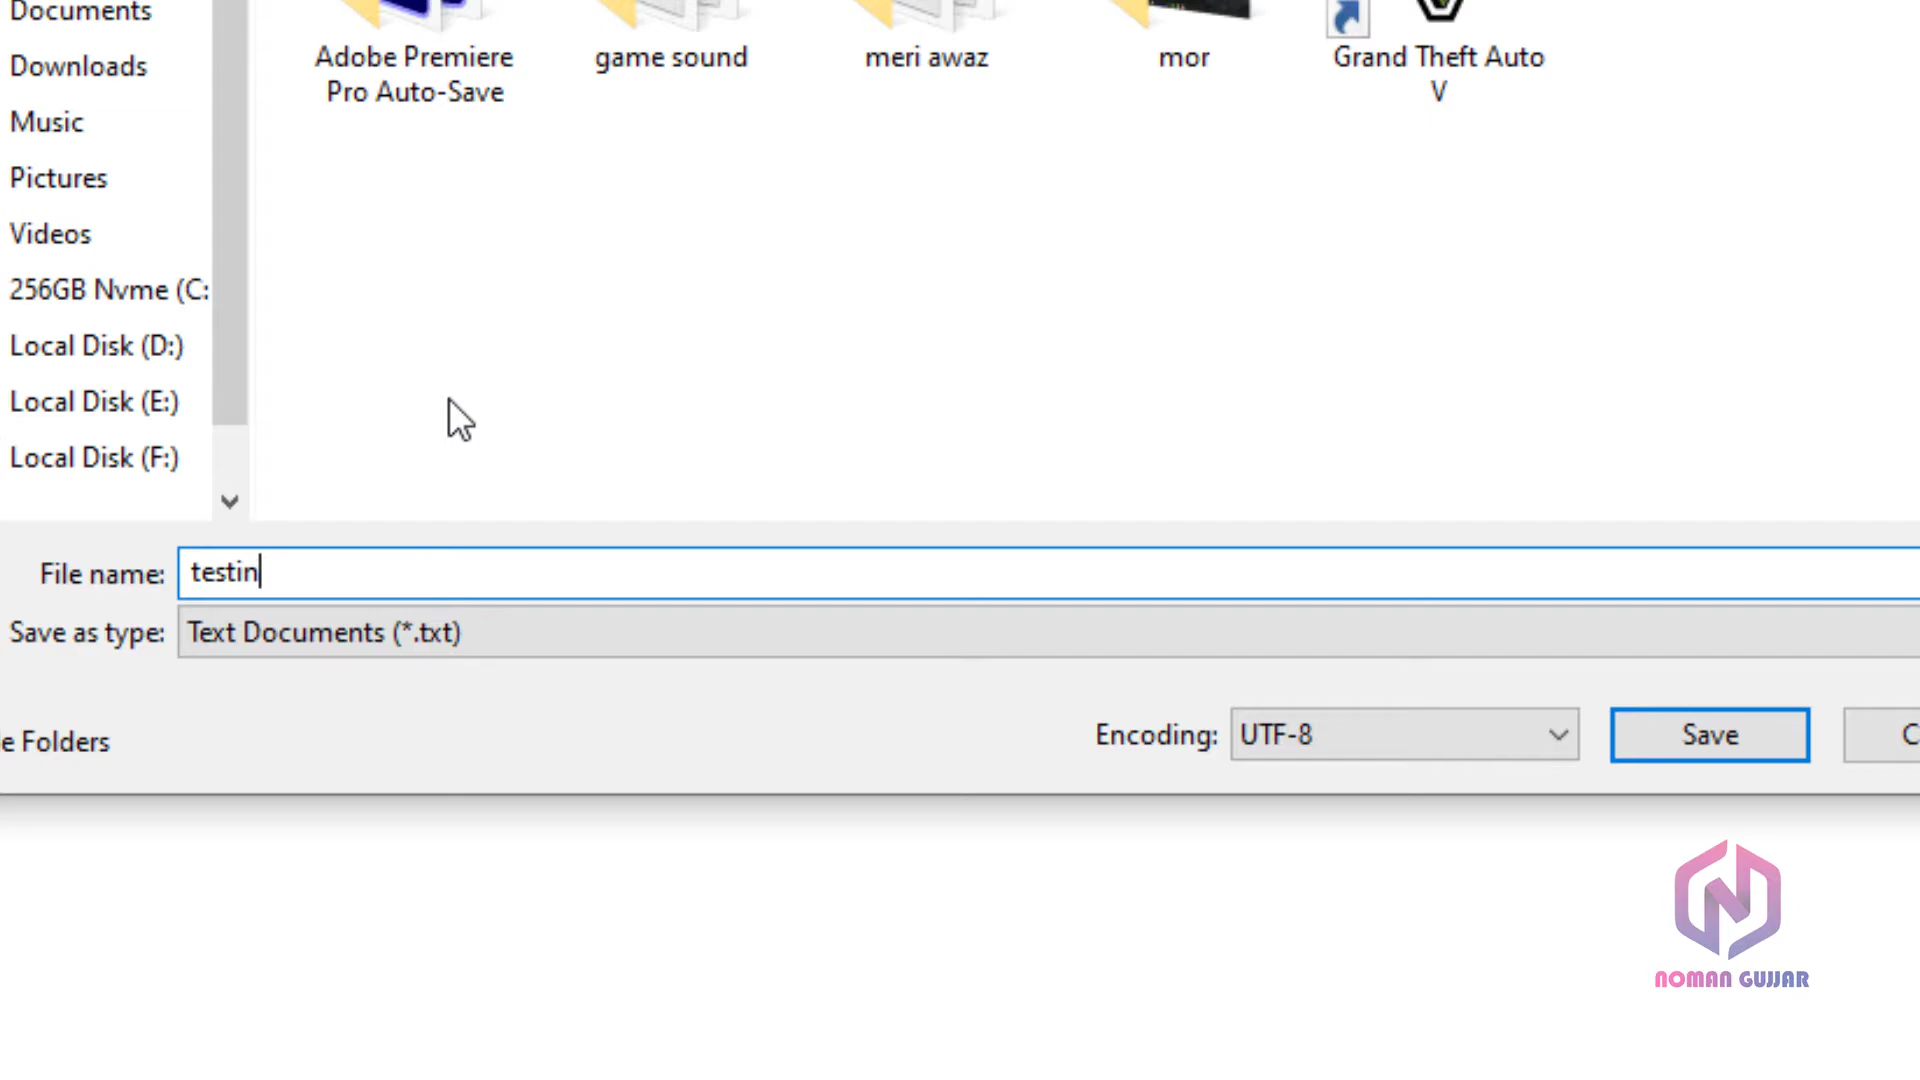 Documents
Downloads
Music
Pictures
Videos
256GB Nvme (C:
Local Disk (D:)
Local Disk (E:)
Local Disk (F:)
Adobe Premiere
Pro Auto-Save
game sound
meri awaz
mor
Grand Theft Auto
V
File name: testin
Save as type: Text Documents (*.txt)
e Folders
Encoding: UTF-8
Save
C
NOMAN GUJJAR